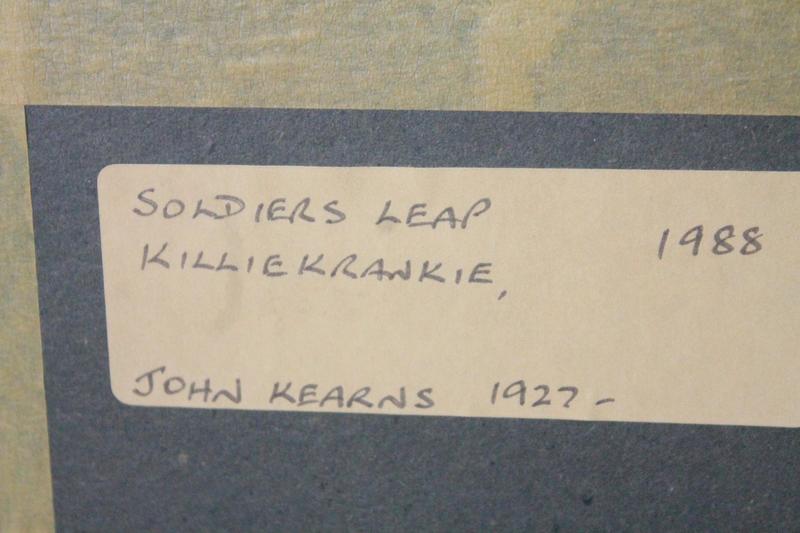 SOLDIERS LEAP
1988
KILLIEKRANKIE,
JOHN KEARNS 1927-